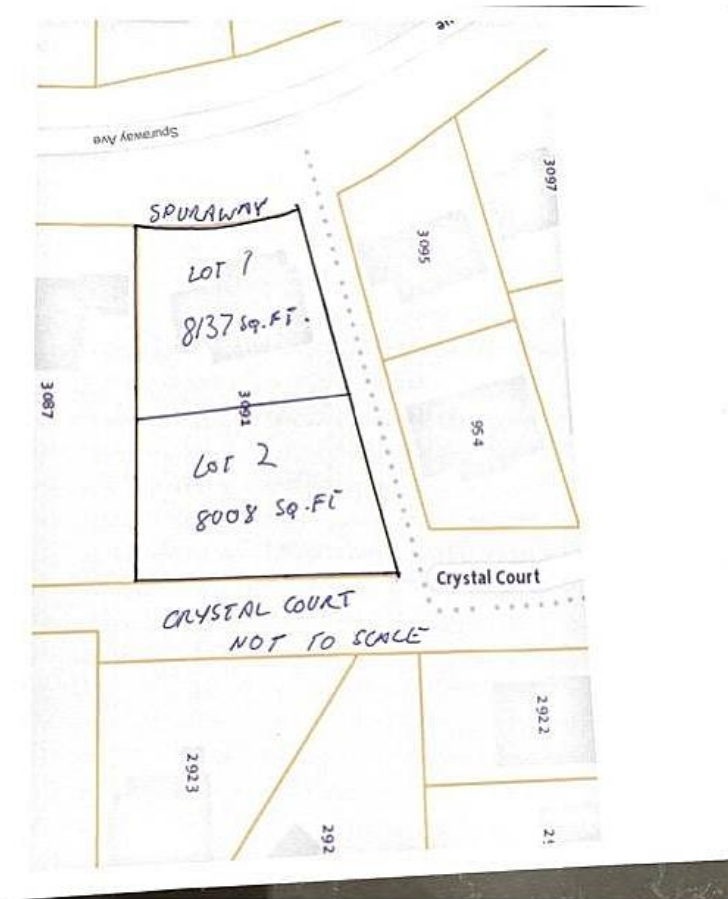 Spuraway Ave
SPURAWAY
3097
3095
LOT 1
8137 SQ.FT.
3087
3091
954
LOT 2
8008 SQ.FT
Crystal Court
CRYSTAL COURT
NOT TO SCALE
2922
2923
292